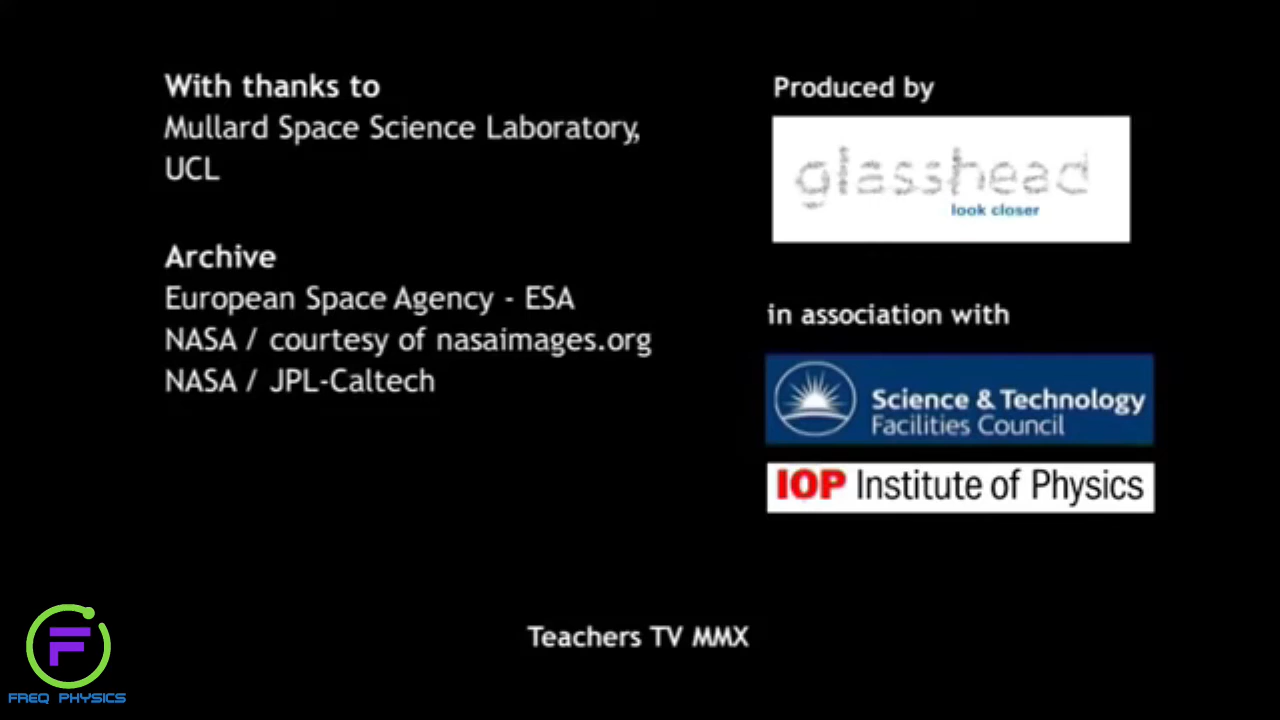 With thanks to
Mullard Space Science Laboratory,
UCL
Archive
European Space Agency - ESA
NASA / courtesy of nasaimages.org
NASA / JPL-Caltech
Produced by
glasshead
look closer
in association with
Science & Technology
Facilities Council
IOP Institute of Physics
Teachers TV MMX
F
FREQ PHYSICS